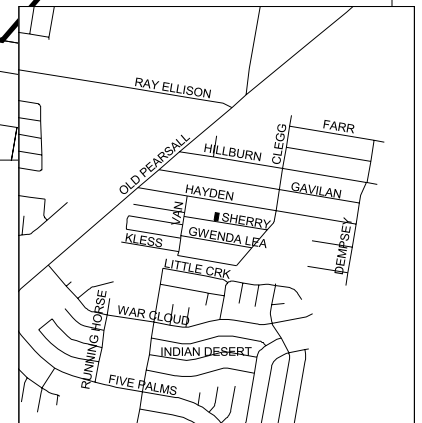 RAY ELLISON
OLD PEARSALL
CLEGG
FARR
HILLBURN
HAYDEN
GAVILAN
VAN
SHERRY
GWENDA LEA
KLESS
DEMPSEY
LITTLE CRK
WAR CLOUD
RUNNING HORSE
INDIAN DESERT
FIVE PALMS